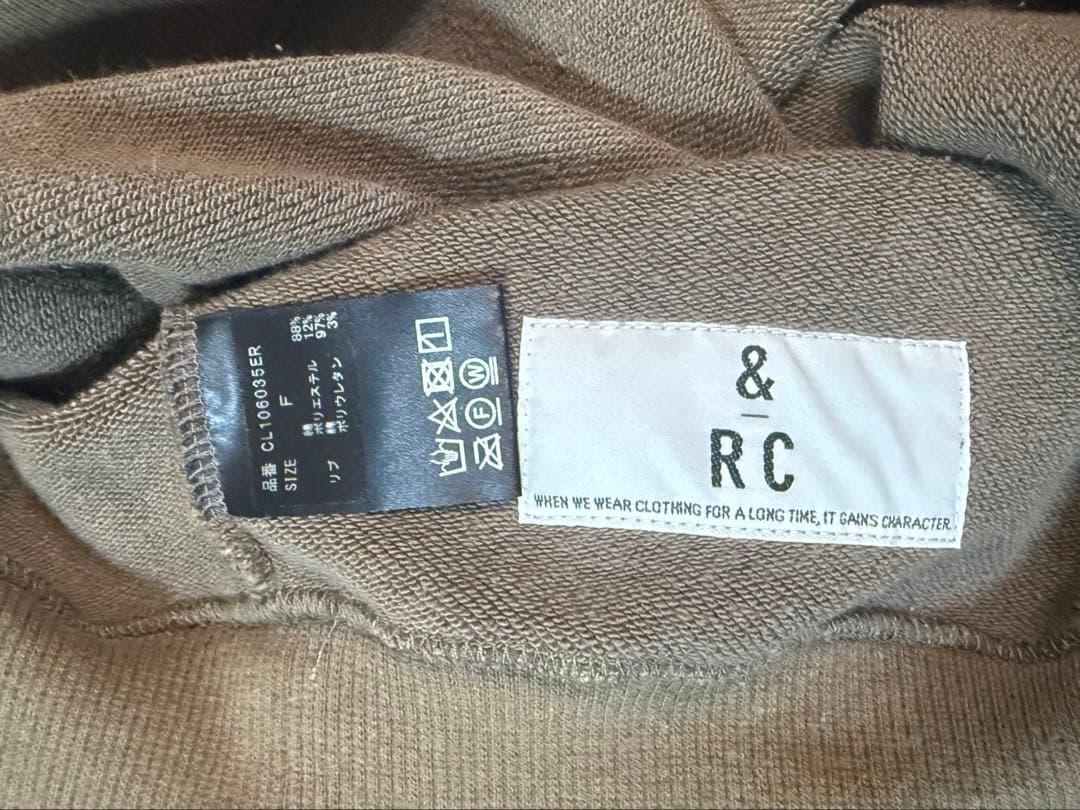 品番 CL106035ER
SIZE F
綿 88%
ポリエステル 12%
リブ 綿 97%
ポリウレタン 3%
W
F
&
RC
WHEN WE WEAR CLOTHING FOR A LONG TIME, IT GAINS CHARACTER.